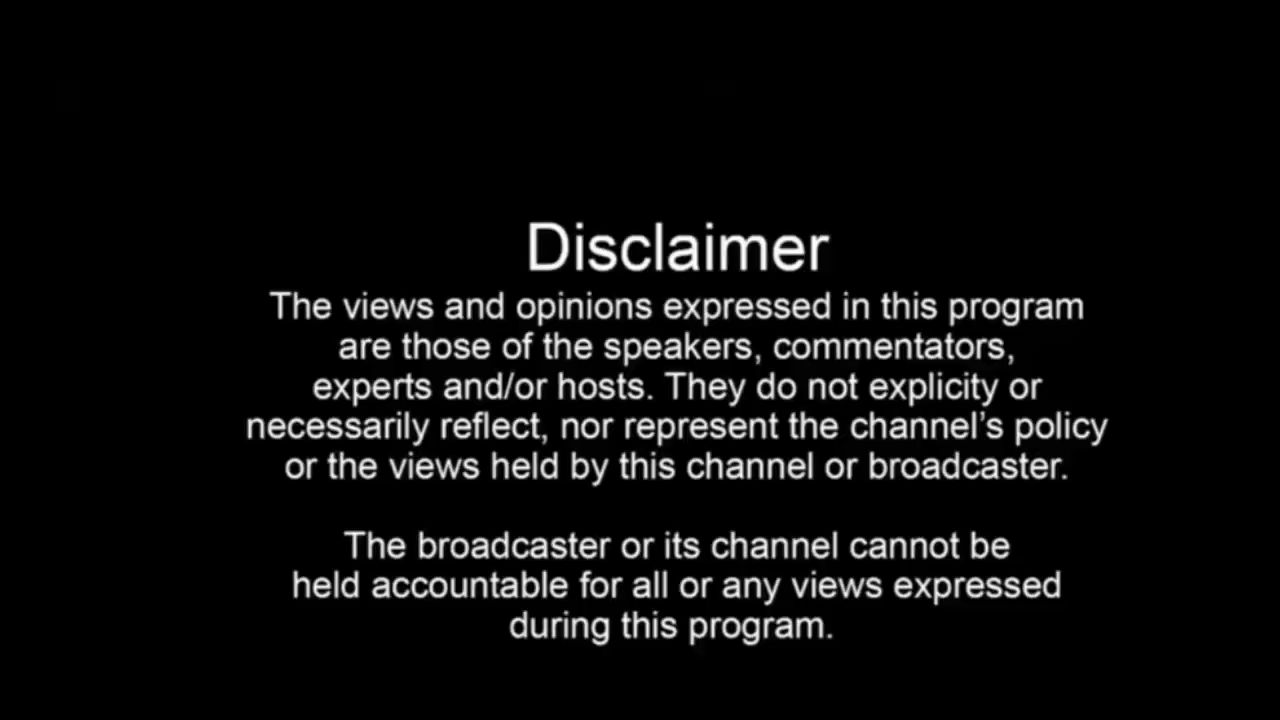 Disclaimer
The views and opinions expressed in this program
are those of the speakers, commentators,
experts and/or hosts. They do not explicity or
necessarily reflect, nor represent the channel’s policy
or the views held by this channel or broadcaster.
The broadcaster or its channel cannot be
held accountable for all or any views expressed
during this program.